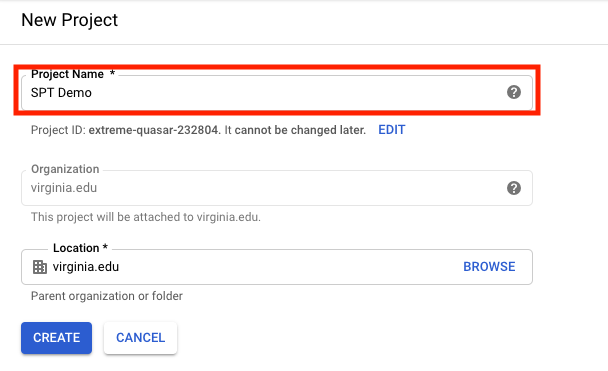 New Project
Project Name *
SPT Demo
Project ID: extreme-quasar-232804. It cannot be changed later. EDIT
Organization
virginia.edu
This project will be attached to virginia.edu.
Location *
virginia.edu BROWSE
Parent organization or folder
CREATE CANCEL